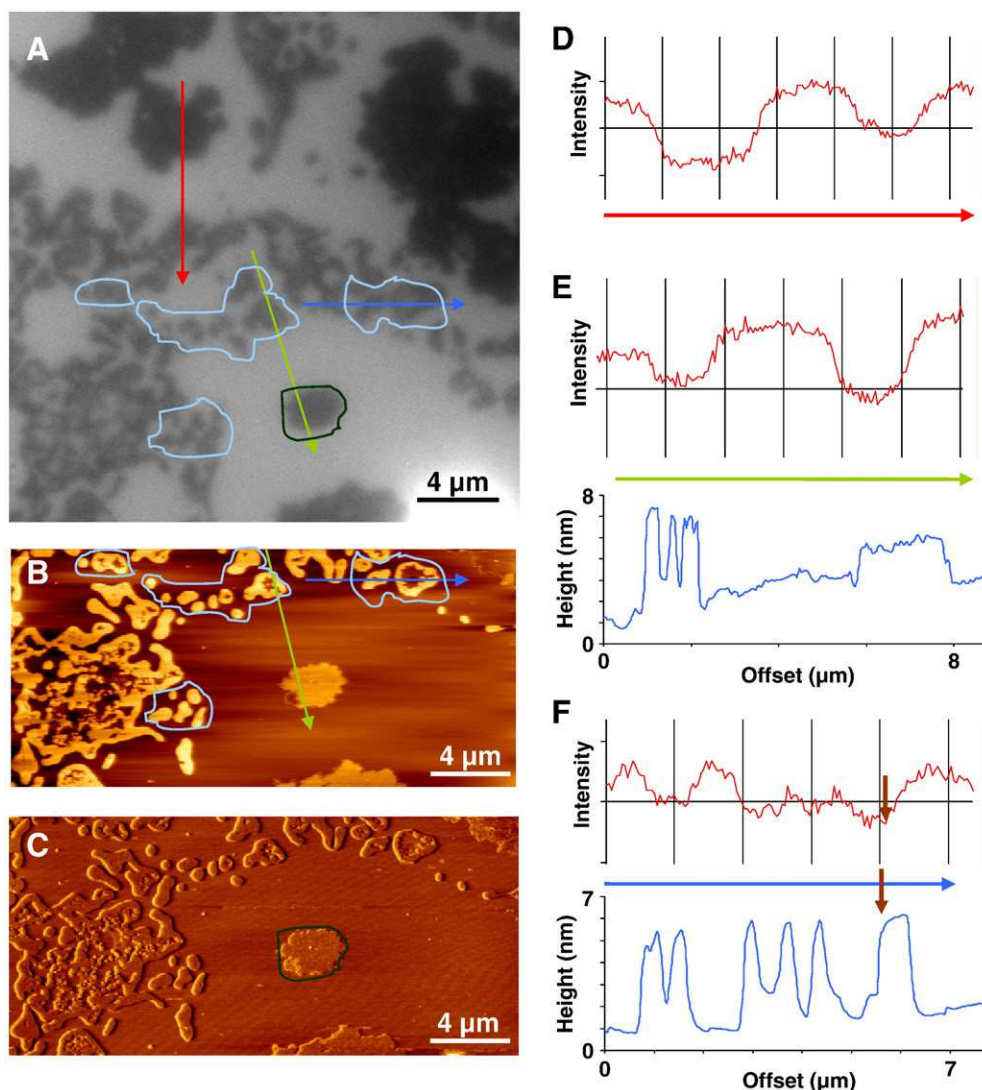 A
4 µm
B
4 µm
C
4 µm
D
Intensity
E
Intensity
Height (nm)
8
0
0
8
Offset (µm)
F
Intensity
Height (nm)
7
0
0
7
Offset (µm)